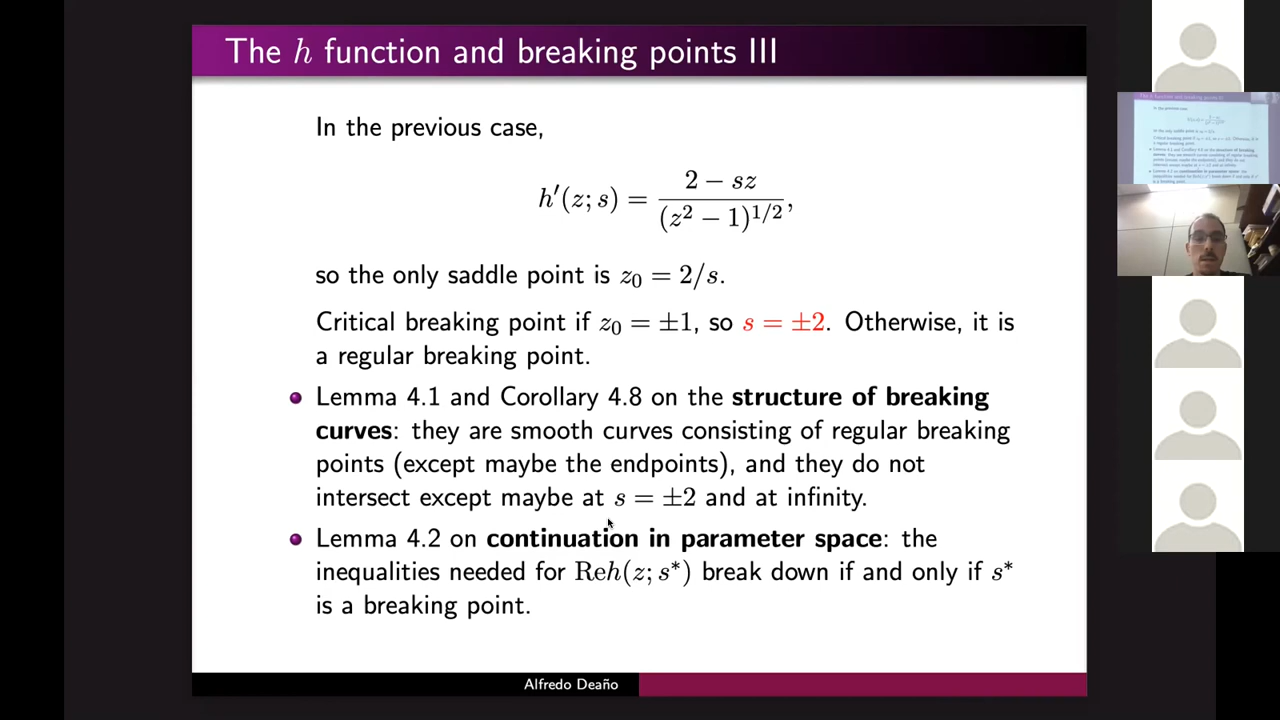 The h function and breaking points III
In the previous case,
h′(z; s) = (2 − sz) / (z² − 1)^{1/2},
so the only saddle point is z₀ = 2/s.
Critical breaking point if z₀ = ±1, so s = ±2. Otherwise, it is
a regular breaking point.
Lemma 4.1 and Corollary 4.8 on the structure of breaking
curves: they are smooth curves consisting of regular breaking
points (except maybe the endpoints), and they do not
intersect except maybe at s = ±2 and at infinity.
Lemma 4.2 on continuation in parameter space: the
inequalities needed for Reh(z; s*) break down if and only if s*
is a breaking point.
Alfredo Deaño